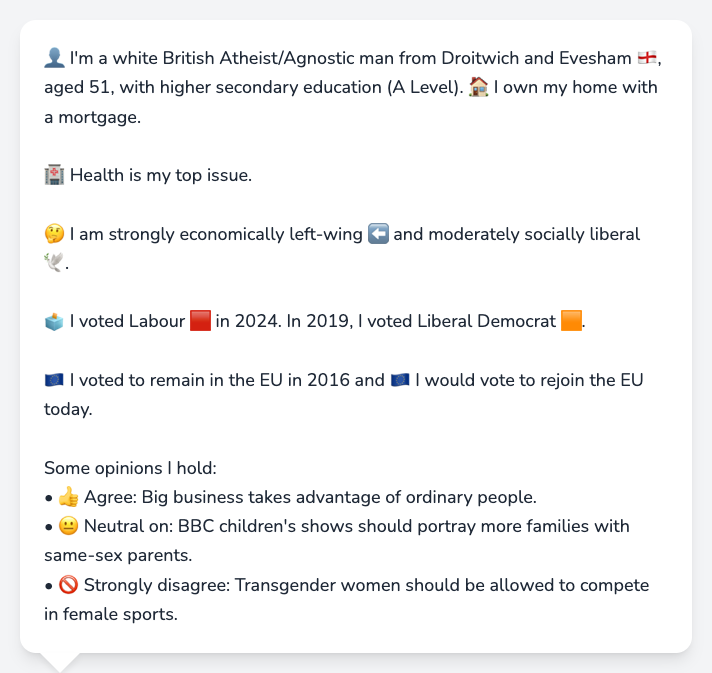 👤 I'm a white British Atheist/Agnostic man from Droitwich and Evesham 🏴󠁧󠁢󠁥󠁮󠁧󠁿,
aged 51, with higher secondary education (A Level). 🏠 I own my home with
a mortgage.
🏥 Health is my top issue.
🤔 I am strongly economically left-wing ⬅️ and moderately socially liberal
🕊️.
🗳️ I voted Labour 🟥 in 2024. In 2019, I voted Liberal Democrat 🟧.
🇪🇺 I voted to remain in the EU in 2016 and 🇪🇺 I would vote to rejoin the EU
today.
Some opinions I hold:
• 👍 Agree: Big business takes advantage of ordinary people.
• 😐 Neutral on: BBC children's shows should portray more families with
same-sex parents.
• 🚫 Strongly disagree: Transgender women should be allowed to compete
in female sports.